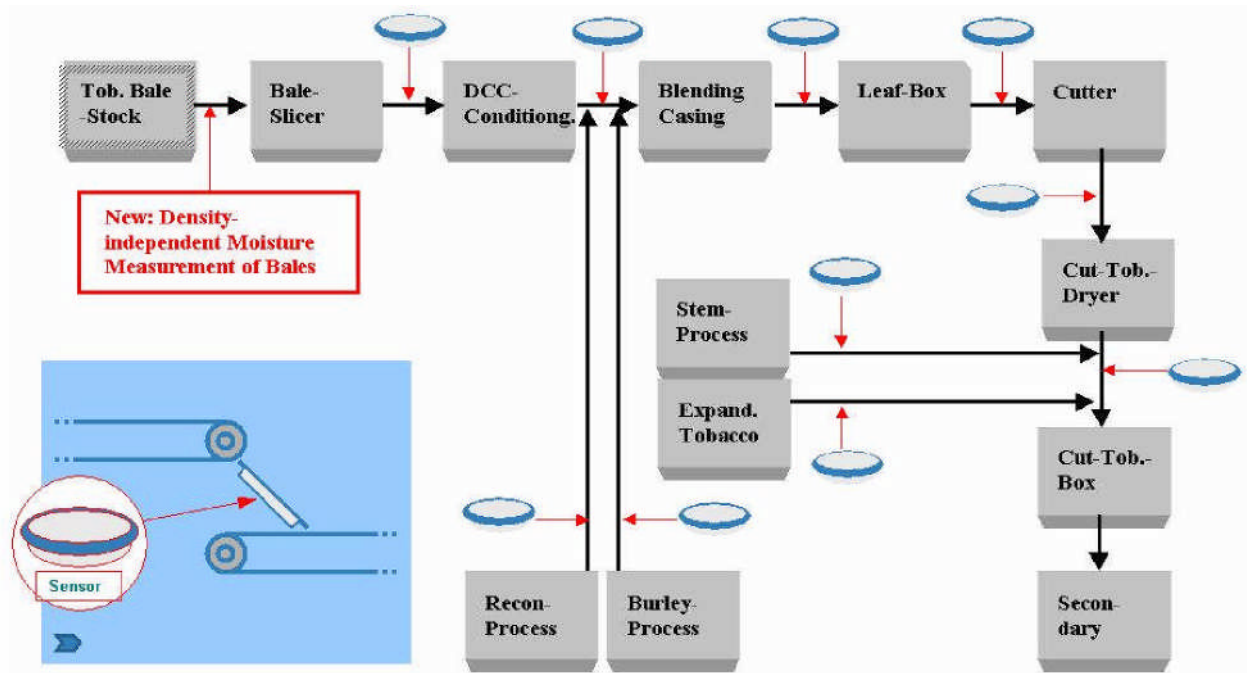 Tob. Bale
-Stock
Bale-
Slicer
DCC-
Conditiong.
Blending
Casing
Leaf-Box
Cutter
New: Density-
independent Moisture
Measurement of Bales
Cut-Tob.-
Dryer
Stem-
Process
Expand.
Tobacco
Cut-Tob.-
Box
Sensor
Recon-
Process
Burley-
Process
Secon-
dary